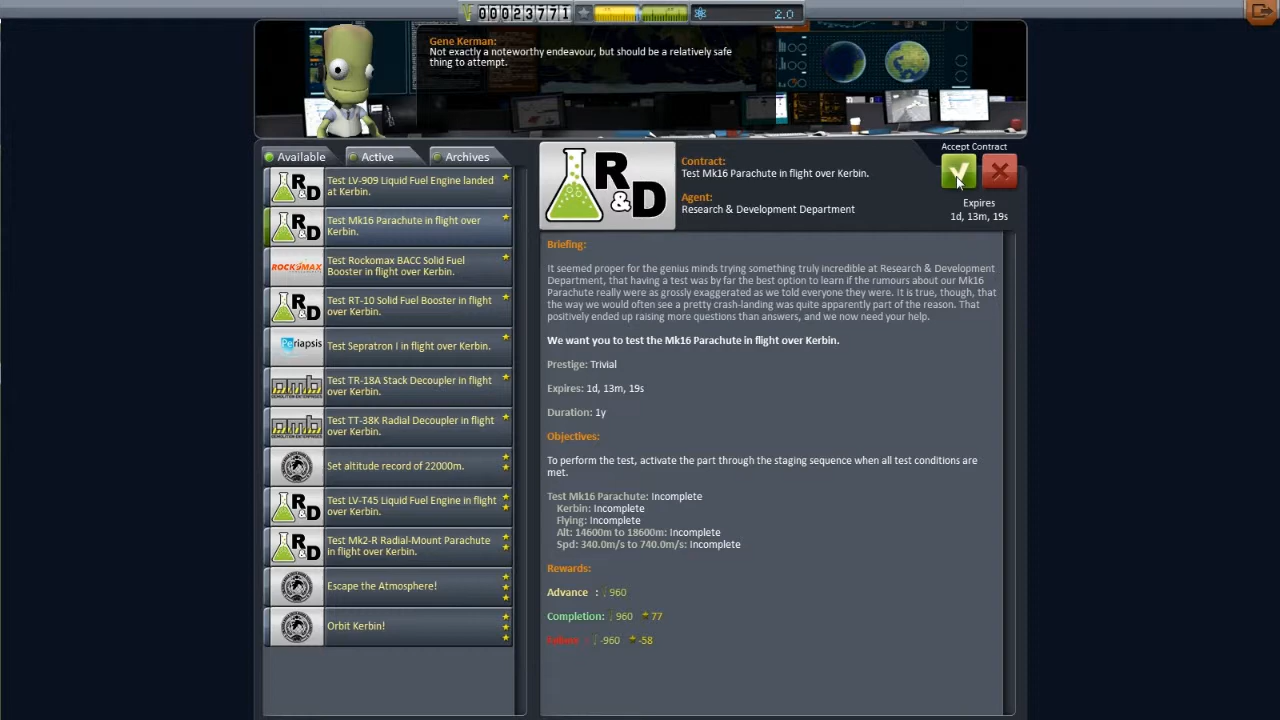 00023771
2.0
Gene Kerman:
Not exactly a noteworthy endeavour, but should be a relatively safe
thing to attempt.
Available
Active
Archives
Test LV-909 Liquid Fuel Engine landed
at Kerbin.
Test Mk16 Parachute in flight over
Kerbin.
ROCKOMAX
Test Rockomax BACC Solid Fuel
Booster in flight over Kerbin.
Test RT-10 Solid Fuel Booster in flight
over Kerbin.
Periapsis
Test Sepratron I in flight over Kerbin.
Test TR-18A Stack Decoupler in flight
over Kerbin.
Test TT-38K Radial Decoupler in flight
over Kerbin.
Set altitude record of 22000m.
Test LV-T45 Liquid Fuel Engine in flight
over Kerbin.
Test Mk2-R Radial-Mount Parachute
in flight over Kerbin.
Escape the Atmosphere!
Orbit Kerbin!
R&D
Contract:
Test Mk16 Parachute in flight over Kerbin.
Agent:
Research & Development Department
Accept Contract
Expires
1d, 13m, 19s
Briefing:
It seemed proper for the genius minds trying something truly incredible at Research & Development
Department, that having a test was by far the best option to learn if the rumours about our Mk16
Parachute really were as grossly exaggerated as we told everyone they were. It is true, though, that
the way we would often see a pretty crash-landing was quite apparently part of the reason. That
positively ended up raising more questions than answers, and we now need your help.
We want you to test the Mk16 Parachute in flight over Kerbin.
Prestige: Trivial
Expires: 1d, 13m, 19s
Duration: 1y
Objectives:
To perform the test, activate the part through the staging sequence when all test conditions are
met.
Test Mk16 Parachute: Incomplete
Kerbin: Incomplete
Flying: Incomplete
Alt: 14600m to 18600m: Incomplete
Spd: 340.0m/s to 740.0m/s: Incomplete
Rewards:
Advance : 960
Completion: 960 77
Failure : -960 -58